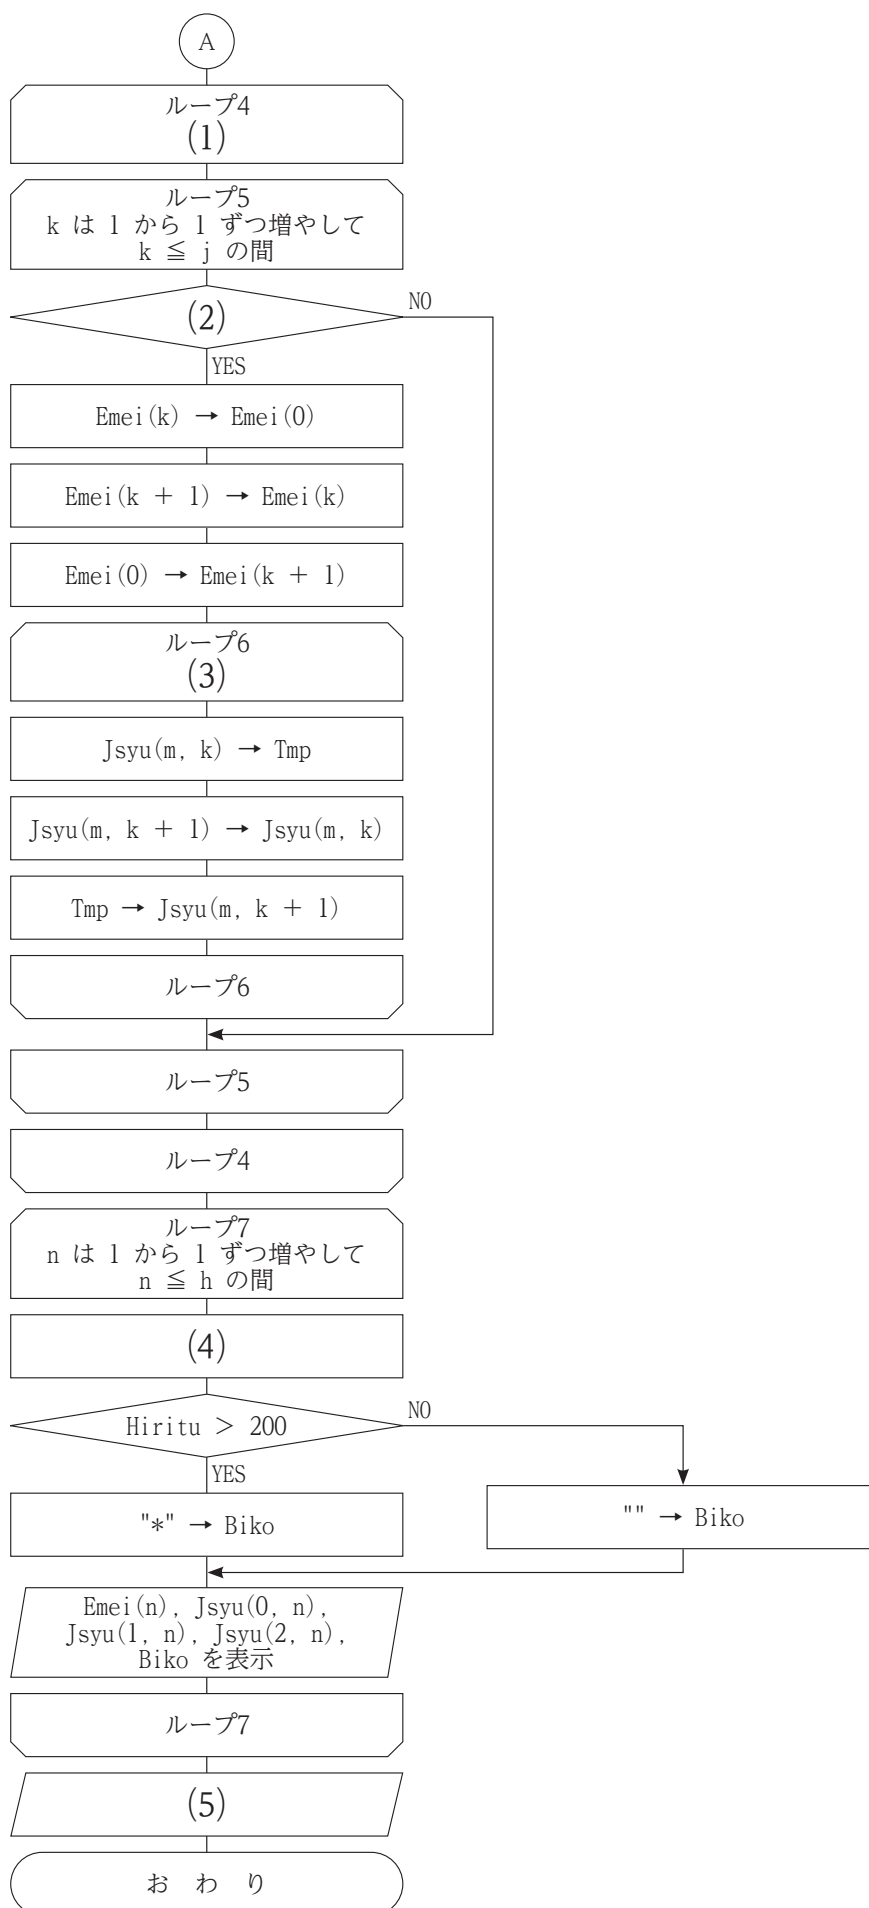 A
ループ4
(1)
ループ5
k は 1 から 1 ずつ増やして
k ≦ j の間
(2)
NO
YES
Emei(k) → Emei(0)
Emei(k + 1) → Emei(k)
Emei(0) → Emei(k + 1)
ループ6
(3)
Jsyu(m, k) → Tmp
Jsyu(m, k + 1) → Jsyu(m, k)
Tmp → Jsyu(m, k + 1)
ループ6
ループ5
ループ4
ループ7
n は 1 から 1 ずつ増やして
n ≦ h の間
(4)
Hiritu > 200
NO
YES
"*" → Biko
"" → Biko
Emei(n), Jsyu(0, n),
Jsyu(1, n), Jsyu(2, n),
Biko を表示
ループ7
(5)
お わ り